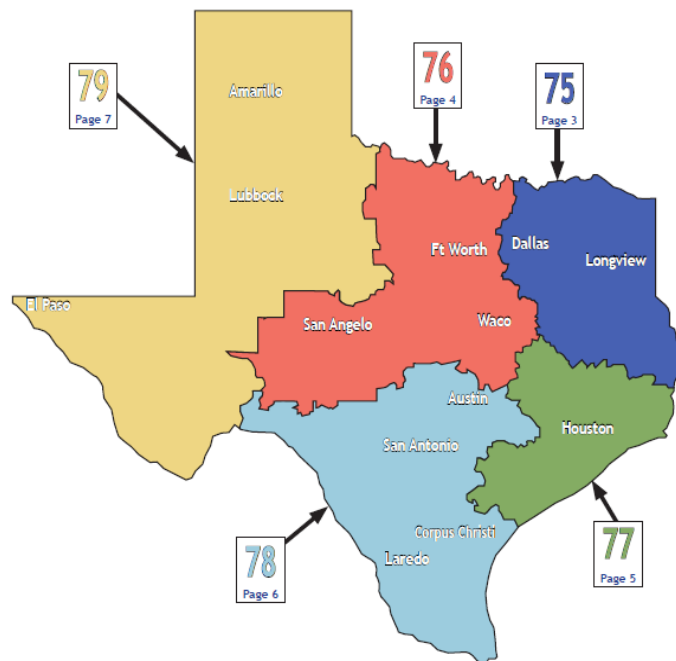 79
Page 7
76
Page 4
75
Page 3
Amarillo
Lubbock
Ft Worth
Dallas
Longview
El Paso
San Angelo
Waco
Austin
Houston
San Antonio
Corpus Christi
Laredo
78
Page 6
77
Page 5